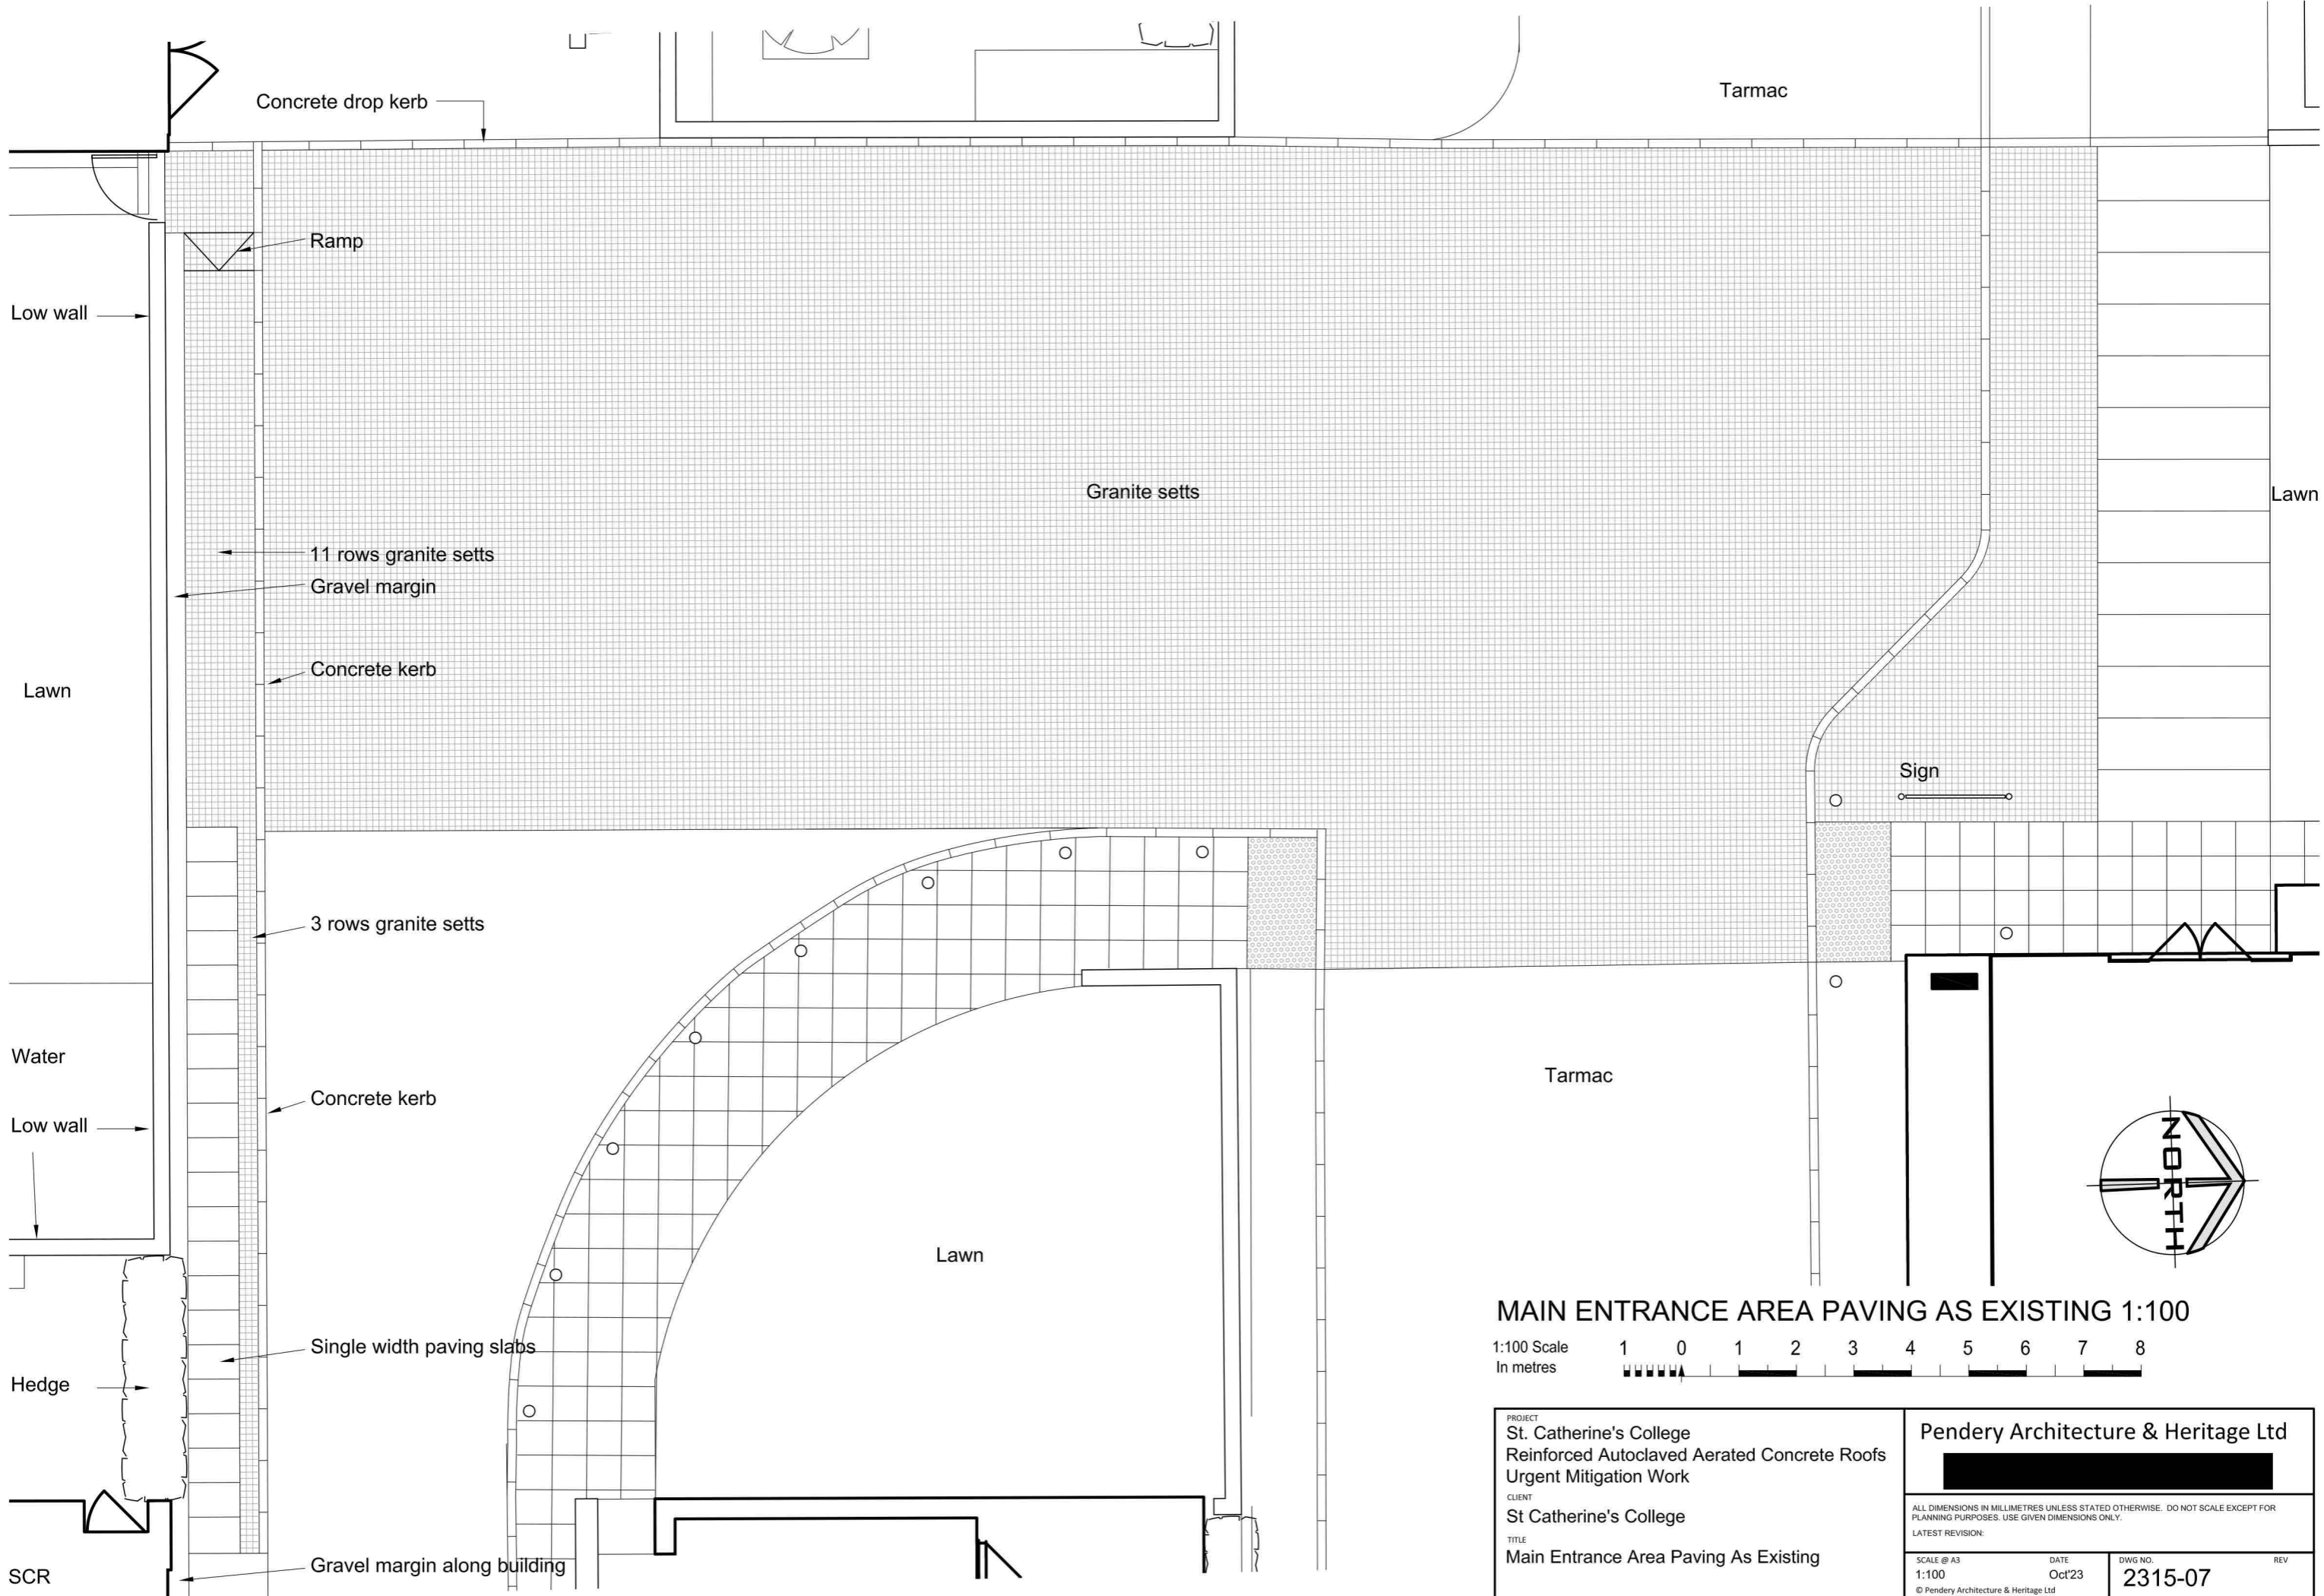 Concrete drop kerb
Tarmac
Ramp
Low wall
Granite setts
Lawn
11 rows granite setts
Gravel margin
Concrete kerb
Lawn
Sign
3 rows granite setts
Water
Tarmac
Concrete kerb
Low wall
NORTH
Lawn
MAIN ENTRANCE AREA PAVING AS EXISTING 1:100
1:100 Scale
In metres
1 0 1 2 3 4 5 6 7 8
Single width paving slabs
Hedge
Gravel margin along building
SCR
PROJECT
St. Catherine's College
Reinforced Autoclaved Aerated Concrete Roofs
Urgent Mitigation Work
CLIENT
St Catherine's College
TITLE
Main Entrance Area Paving As Existing
Pendery Architecture & Heritage Ltd
ALL DIMENSIONS IN MILLIMETRES UNLESS STATED OTHERWISE. DO NOT SCALE EXCEPT FOR
PLANNING PURPOSES. USE GIVEN DIMENSIONS ONLY.
LATEST REVISION:
SCALE @ A3
1:100
DATE
Oct'23
DWG NO.
2315-07
REV
© Pendery Architecture & Heritage Ltd